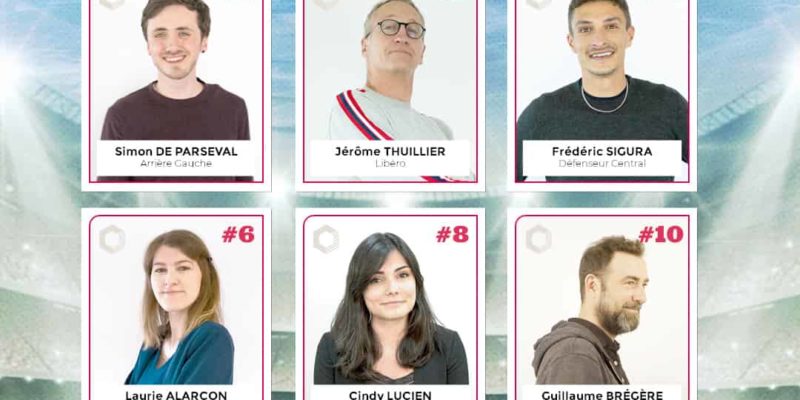 Simon DE PARSEVAL
Arrière Gauche
Jérôme THUILLIER
Libéro
Frédéric SIGURA
Défenseur Central
#6
#8
#10
Laurie ALARCON
Cindy LUCIEN
Guillaume BRÉGÈRE